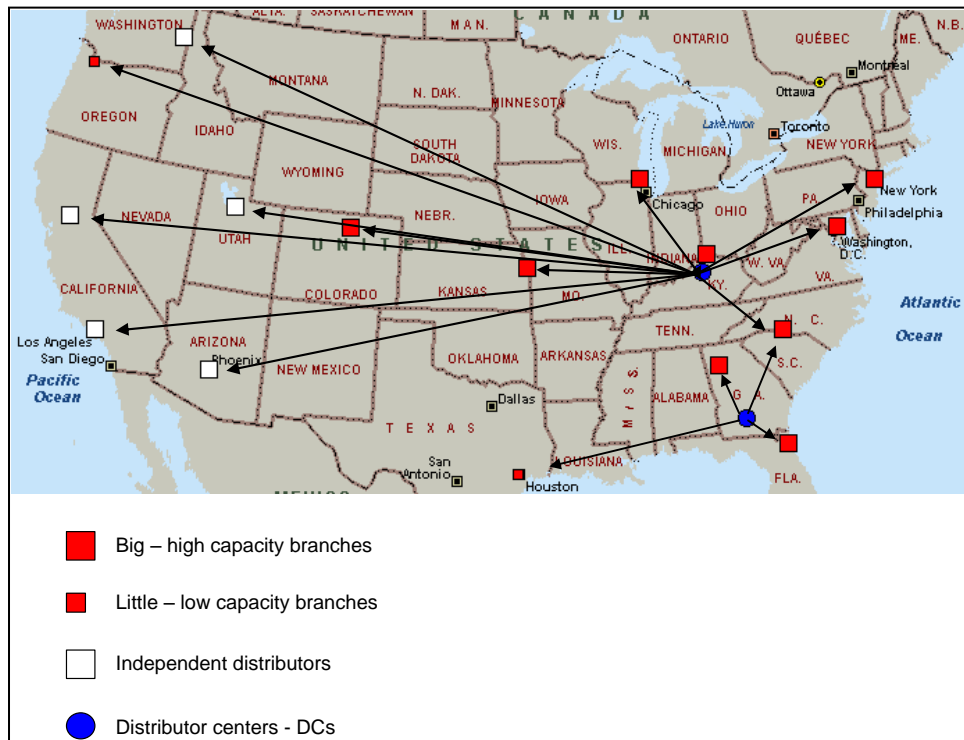 CANADA
WASHINGTON
ALTA.
SASKATCHEWAN
MAN.
ONTARIO
QUÉBEC
ME.
N.B.
MONTANA
N. DAK.
MINNESOTA
Montreal
Ottawa
OREGON
IDAHO
SOUTH
DAKOTA
WIS.
Lake Huron
Toronto
MICHIGAN
NEW YORK
WYOMING
IOWA
Chicago
OHIO
PA.
New York
Philadelphia
NEVADA
NEBR.
UTAH
UNITED STATES
ILL.
INDIANA
W. VA.
Washington,
D.C.
VA.
CALIFORNIA
COLORADO
KANSAS
MO.
KY.
Atlantic
Ocean
Los Angeles
San Diego
ARIZONA
Phoenix
NEW MEXICO
OKLAHOMA
ARKANSAS
TENN.
N. C.
S.C.
Pacific
Ocean
Dallas
TEXAS
MISS.
ALABAMA
G A.
San
Antonio
Houston
LOUISIANA
FLA.
MEXICO
Big – high capacity branches
Little – low capacity branches
Independent distributors
Distributor centers - DCs